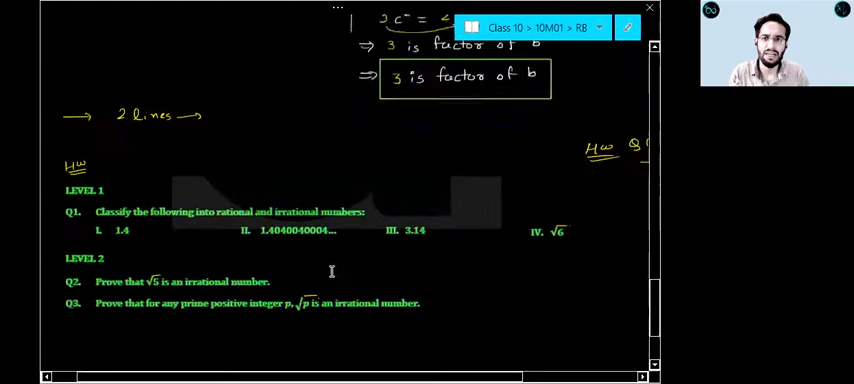 Class 10 > 10M01 > RB
⇒ 3 is factor of b
⇒ 3 is factor of b
→ 2 lines →
HW
HW Q
LEVEL 1
Q1. Classify the following into rational and irrational numbers:
I. 1.4 II. 1.4040040004... III. 3.14 IV. √6
LEVEL 2
Q2. Prove that √5 is an irrational number.
Q3. Prove that for any prime positive integer p, √p is an irrational number.